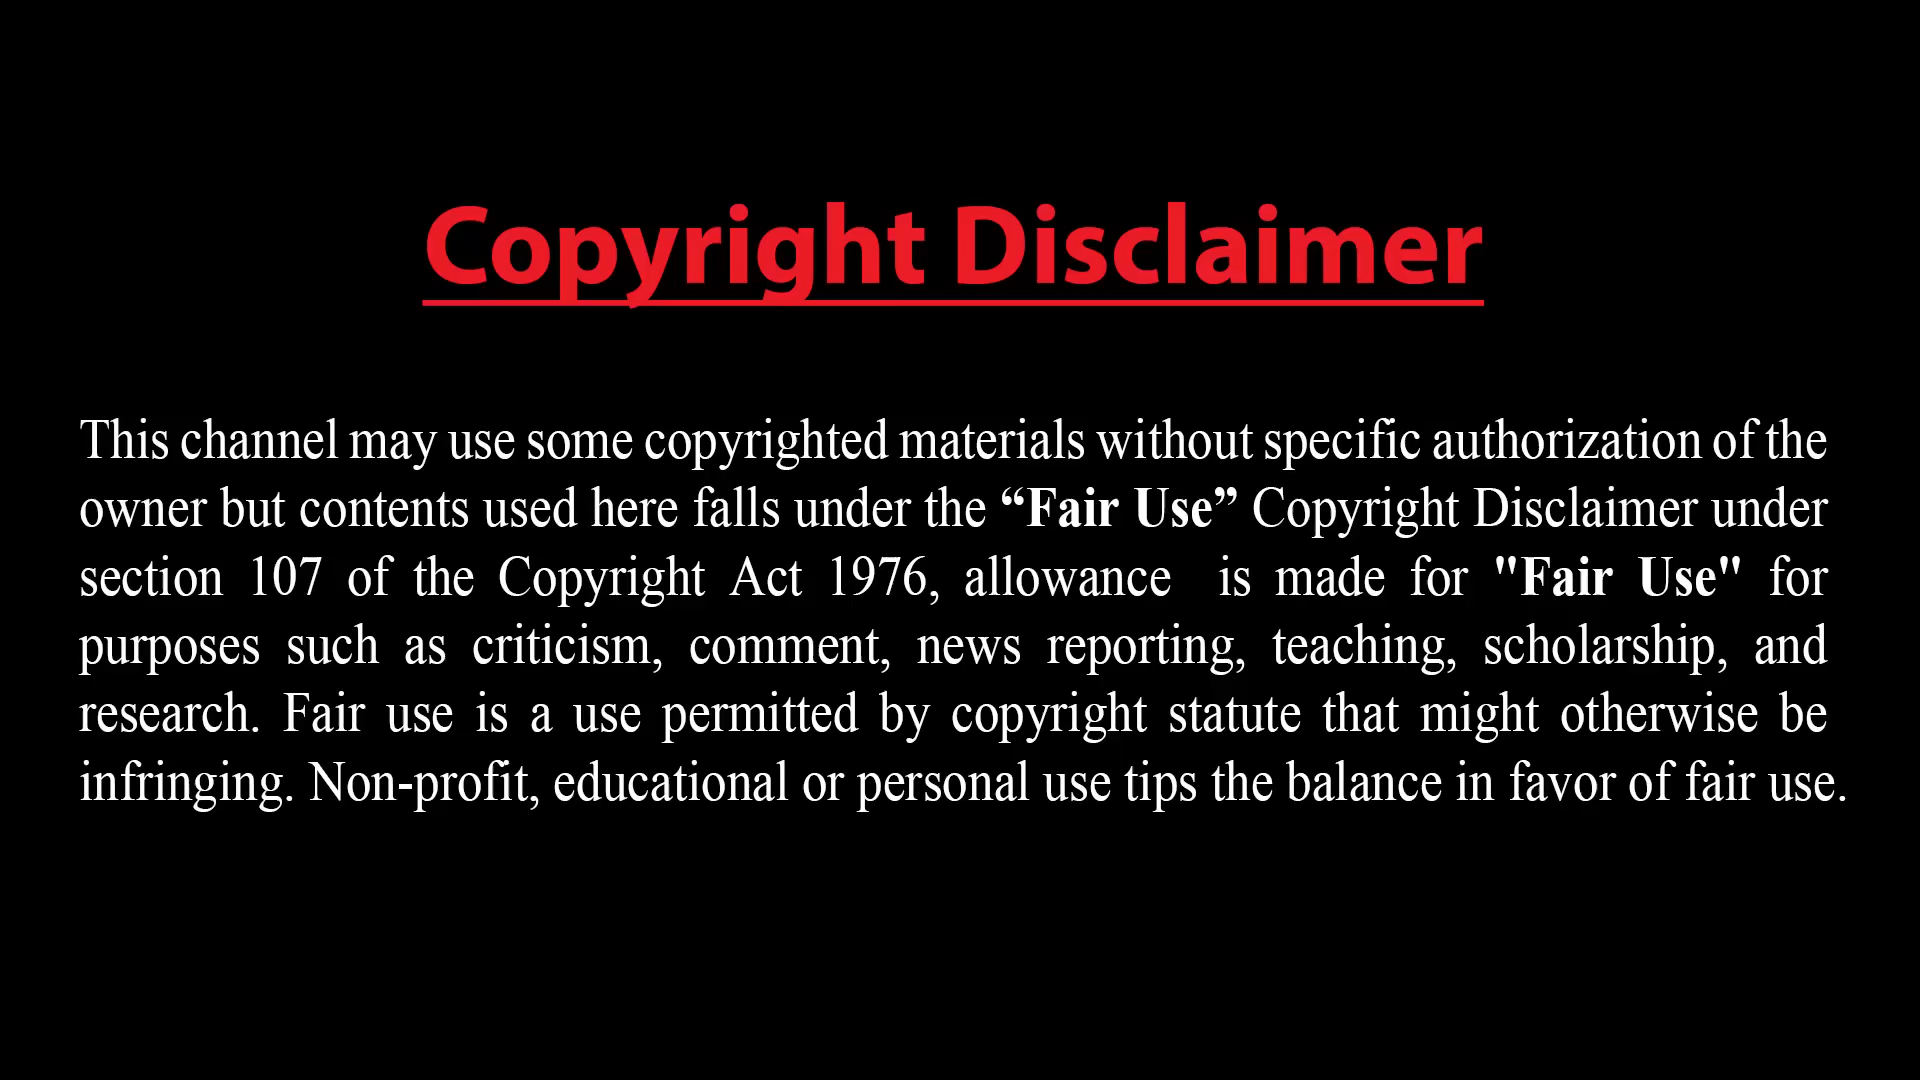 Copyright Disclaimer
This channel may use some copyrighted materials without specific authorization of the
owner but contents used here falls under the “Fair Use” Copyright Disclaimer under
section 107 of the Copyright Act 1976, allowance  is made for "Fair Use" for
purposes such as criticism, comment, news reporting, teaching, scholarship, and
research. Fair use is a use permitted by copyright statute that might otherwise be
infringing. Non-profit, educational or personal use tips the balance in favor of fair use.